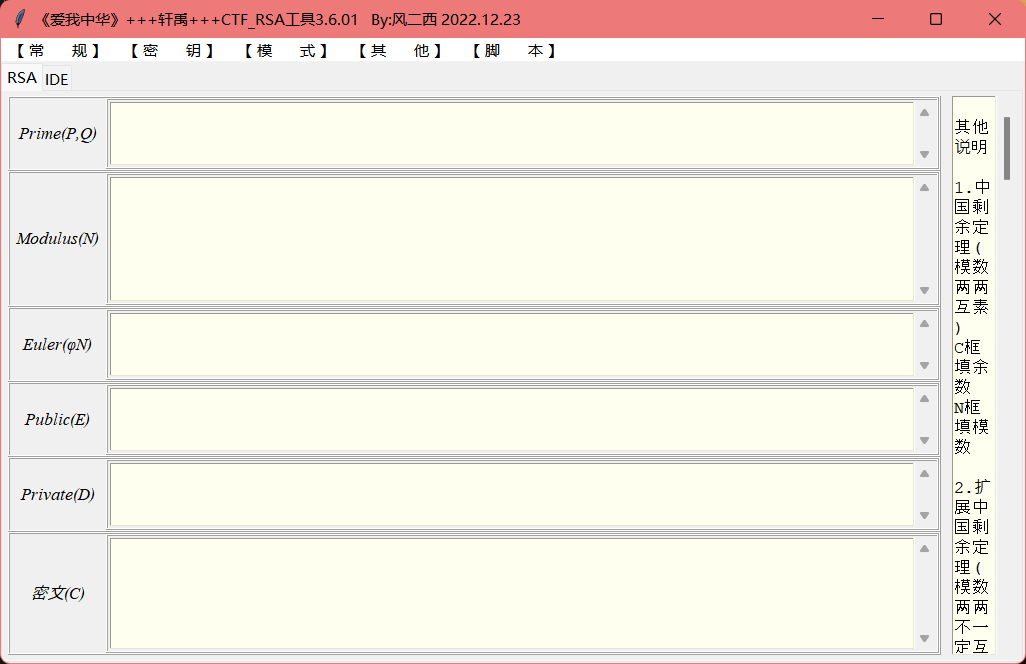 《爱我中华》+++轩禹+++CTF_RSA工具3.6.01 By:风二西 2022.12.23
【常 规】 【密 钥】 【模 式】 【其 他】 【脚 本】
RSA IDE
Prime(P,Q)
Modulus(N)
Euler(φN)
Public(E)
Private(D)
密文(C)
其他
说明
1.中
国剩
余定
理(
模数
两两
互素
)
C框
填余
数
N框
填模
数
2.扩
展中
国剩
余定
理(
模数
两两
不一
定互